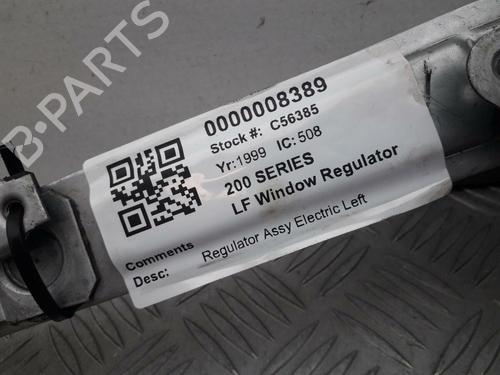 B-PARTS
0000008389
Stock #: C56385
Yr: 1999 IC: 508
200 SERIES
LF Window Regulator
Comments
Desc: Regulator Assy Electric Left